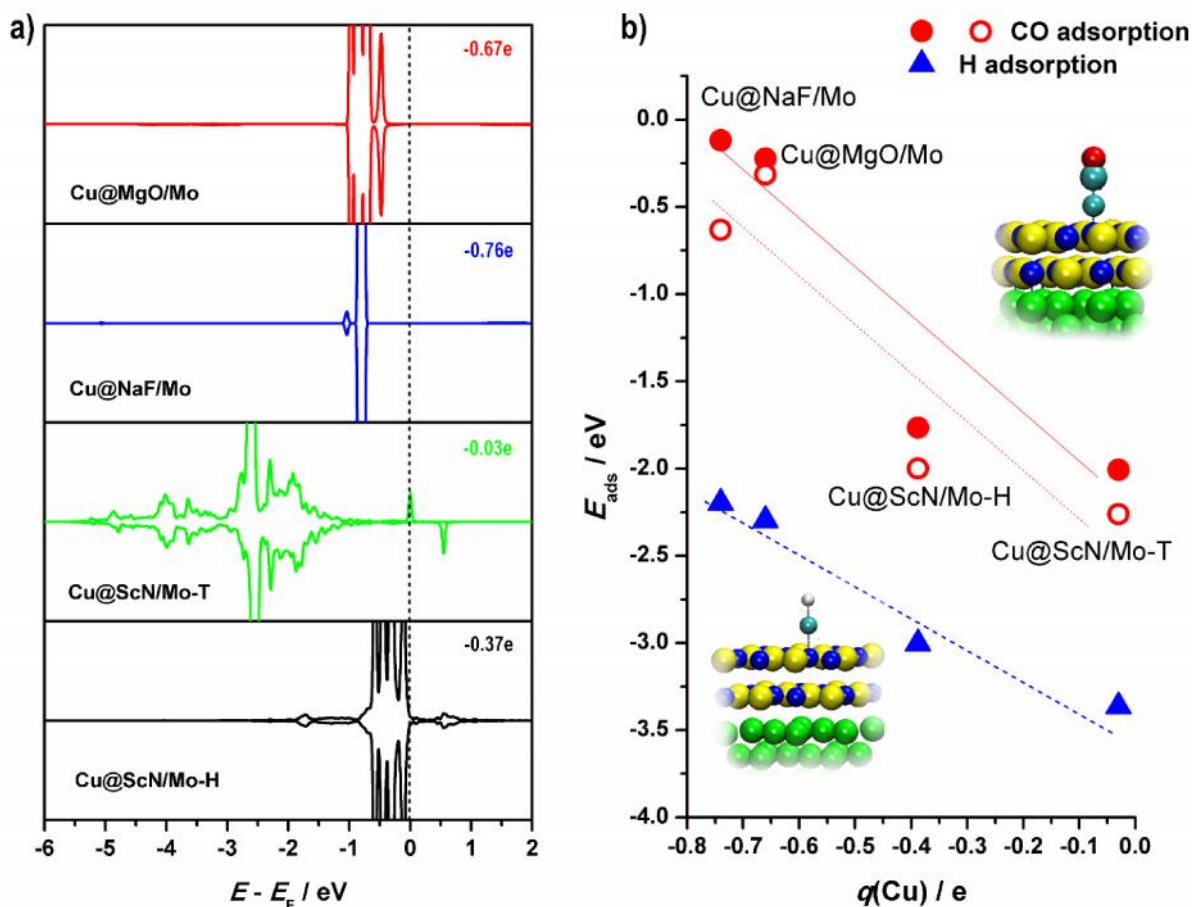 a)
-0.67e
Cu@MgO/Mo
-0.76e
Cu@NaF/Mo
-0.03e
Cu@ScN/Mo-T
-0.37e
Cu@ScN/Mo-H
-6 -5 -4 -3 -2 -1 0 1 2
E - E_F / eV
b)
CO adsorption
H adsorption
Cu@NaF/Mo
Cu@MgO/Mo
Cu@ScN/Mo-H
Cu@ScN/Mo-T
0.0
-0.5
-1.0
-1.5
-2.0
-2.5
-3.0
-3.5
-4.0
E_ads / eV
-0.8 -0.7 -0.6 -0.5 -0.4 -0.3 -0.2 -0.1 0.0
q(Cu) / e